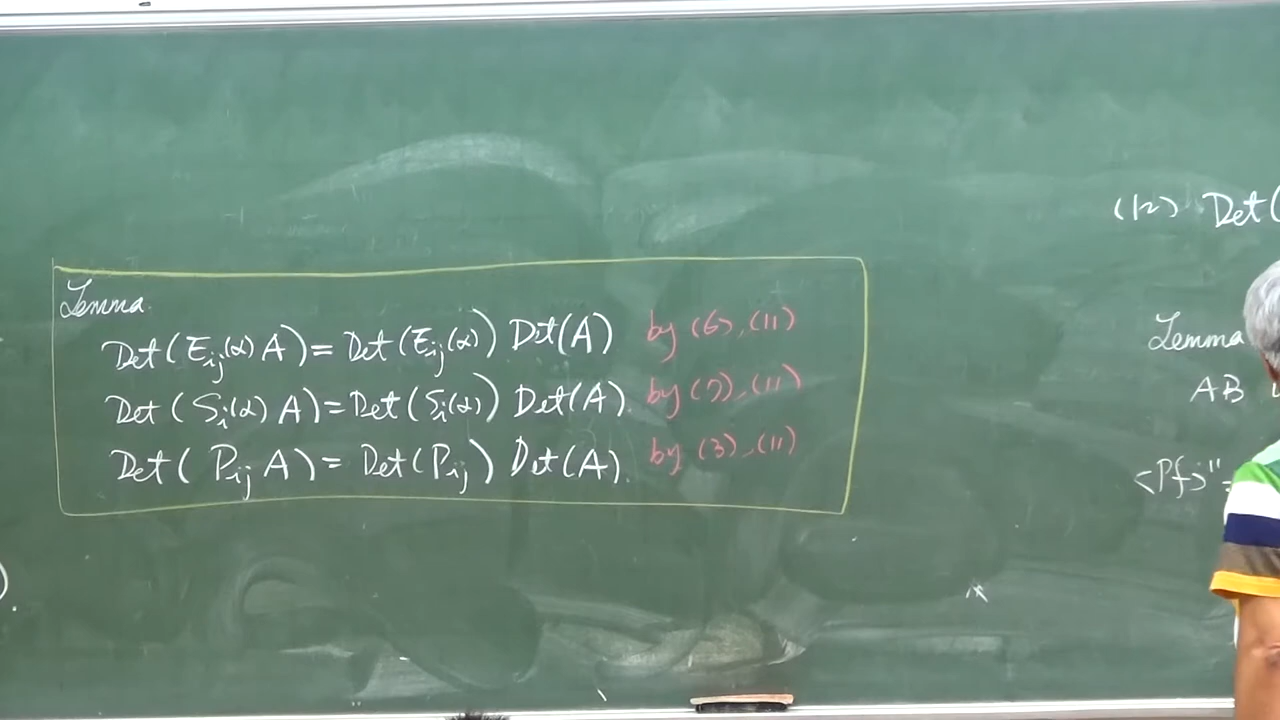 Lemma.
Det(Eij(α) A) = Det(Eij(α)) Det(A) by (6), (11)
Det(Si(α) A) = Det(Si(α)) Det(A). by (7), (11)
Det(Pij A) = Det(Pij) Det(A). by (3), (11)
).
(12) Det(
Lemma
AB
<Pf>"